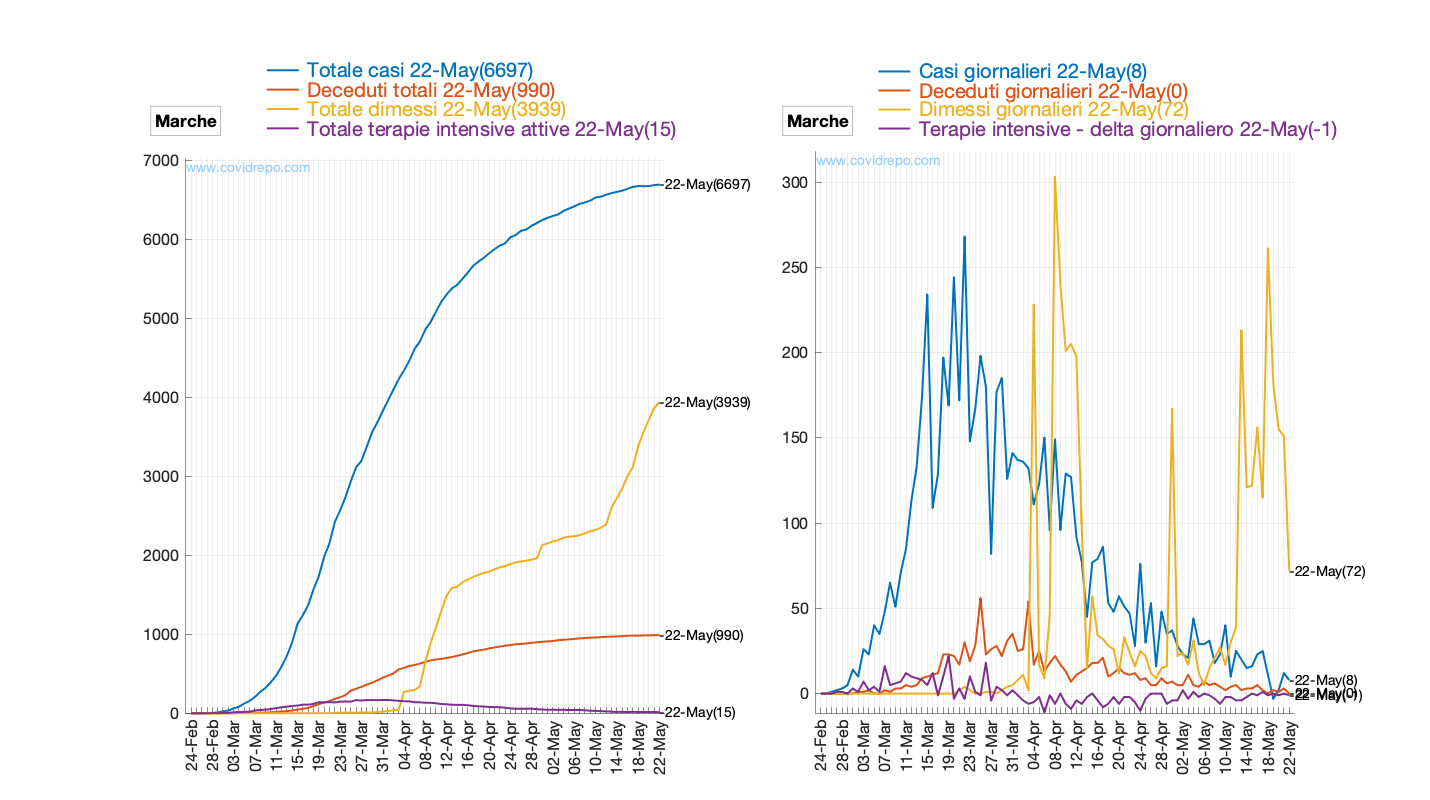 Totale casi 22-May(6697)
Deceduti totali 22-May(990)
Totale dimessi 22-May(3939)
Totale terapie intensive attive 22-May(15)
Marche
www.covidrepo.com
7000
6000
5000
4000
3000
2000
1000
0
22-May(6697)
22-May(3939)
22-May(990)
22-May(15)
24-Feb
28-Feb
03-Mar
07-Mar
11-Mar
15-Mar
19-Mar
23-Mar
27-Mar
31-Mar
04-Apr
08-Apr
12-Apr
16-Apr
20-Apr
24-Apr
28-Apr
02-May
06-May
10-May
14-May
18-May
22-May
Casi giornalieri 22-May(8)
Deceduti giornalieri 22-May(0)
Dimessi giornalieri 22-May(72)
Terapie intensive - delta giornaliero 22-May(-1)
Marche
www.covidrepo.com
300
250
200
150
100
50
0
22-May(72)
22-May(8)
22-May(0)
22-May(-1)
24-Feb
28-Feb
03-Mar
07-Mar
11-Mar
15-Mar
19-Mar
23-Mar
27-Mar
31-Mar
04-Apr
08-Apr
12-Apr
16-Apr
20-Apr
24-Apr
28-Apr
02-May
06-May
10-May
14-May
18-May
22-May